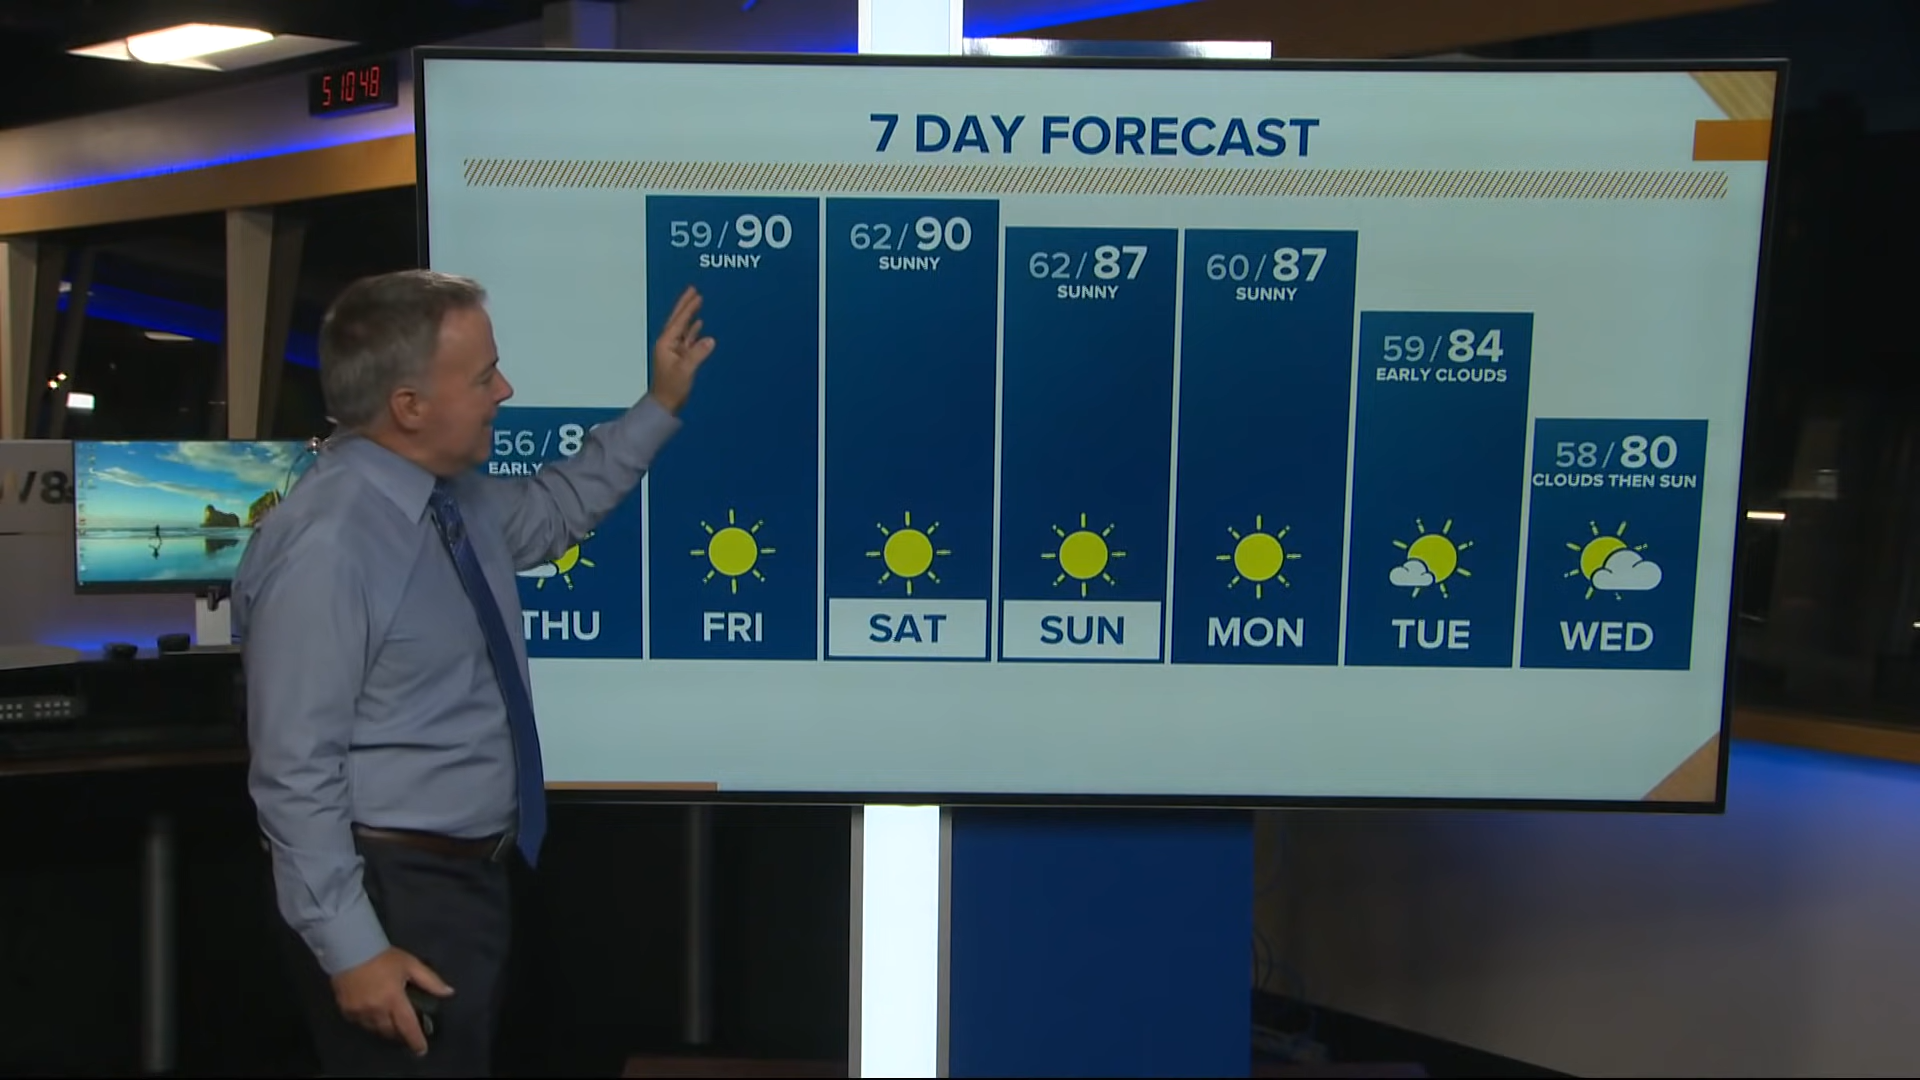 5 10 48
7 DAY FORECAST
59/90
SUNNY
62/90
SUNNY
62/87
SUNNY
60/87
SUNNY
59/84
EARLY CLOUDS
58/80
CLOUDS THEN SUN
56/8
EARLY
THU
FRI
SAT
SUN
MON
TUE
WED